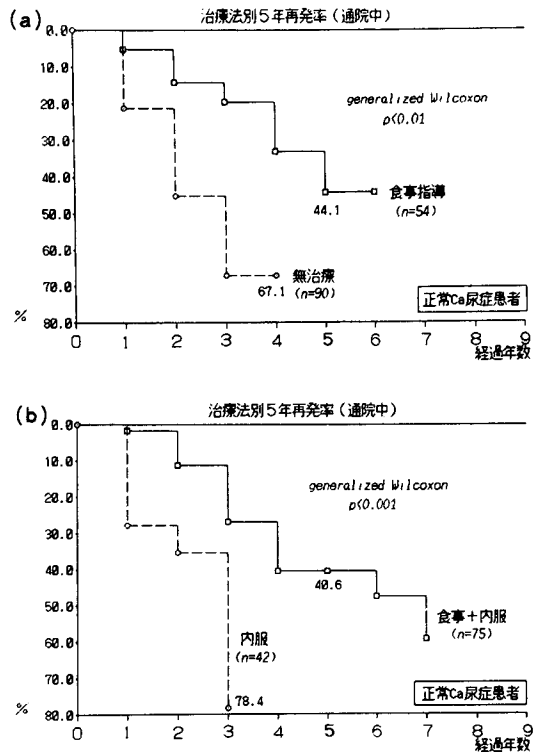 (a)
治療法別5年再発率(通院中)
0.0
10.0
20.0
30.0
40.0
50.0
60.0
70.0
80.0
%
generalized Wilcoxon
p<0.01
44.1
食事指導
(n=54)
67.1
無治療
(n=90)
正常Ca尿症患者
0 1 2 3 4 5 6 7 8 9
経過年数
(b)
治療法別5年再発率(通院中)
0.0
10.0
20.0
30.0
40.0
50.0
60.0
70.0
80.0
%
generalized Wilcoxon
p<0.001
40.6
食事+内服
(n=75)
内服
(n=42)
78.4
正常Ca尿症患者
0 1 2 3 4 5 6 7 8 9
経過年数